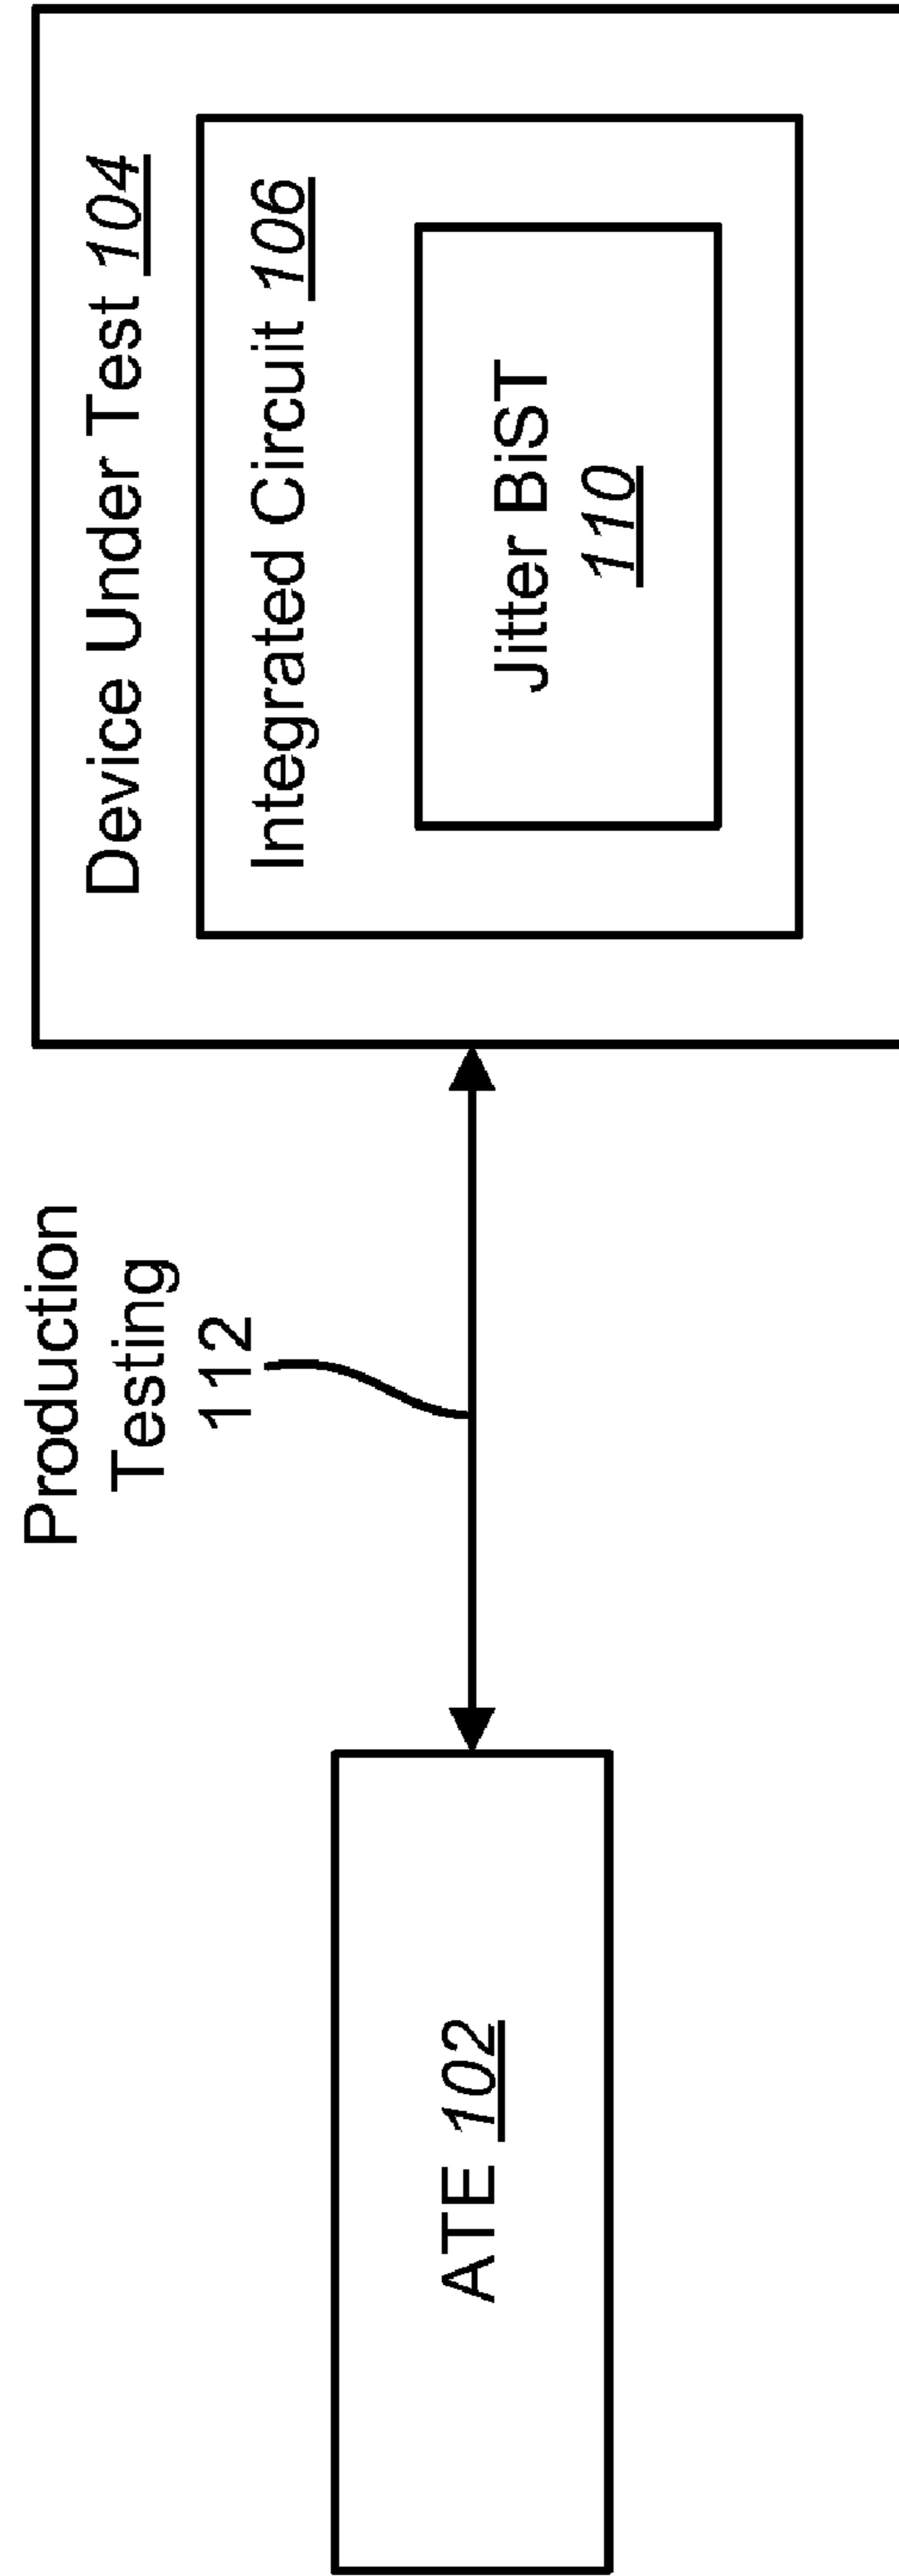 ATE 102
Production
Testing
112
Device Under Test 104
Integrated Circuit 106
Jitter BiST
110